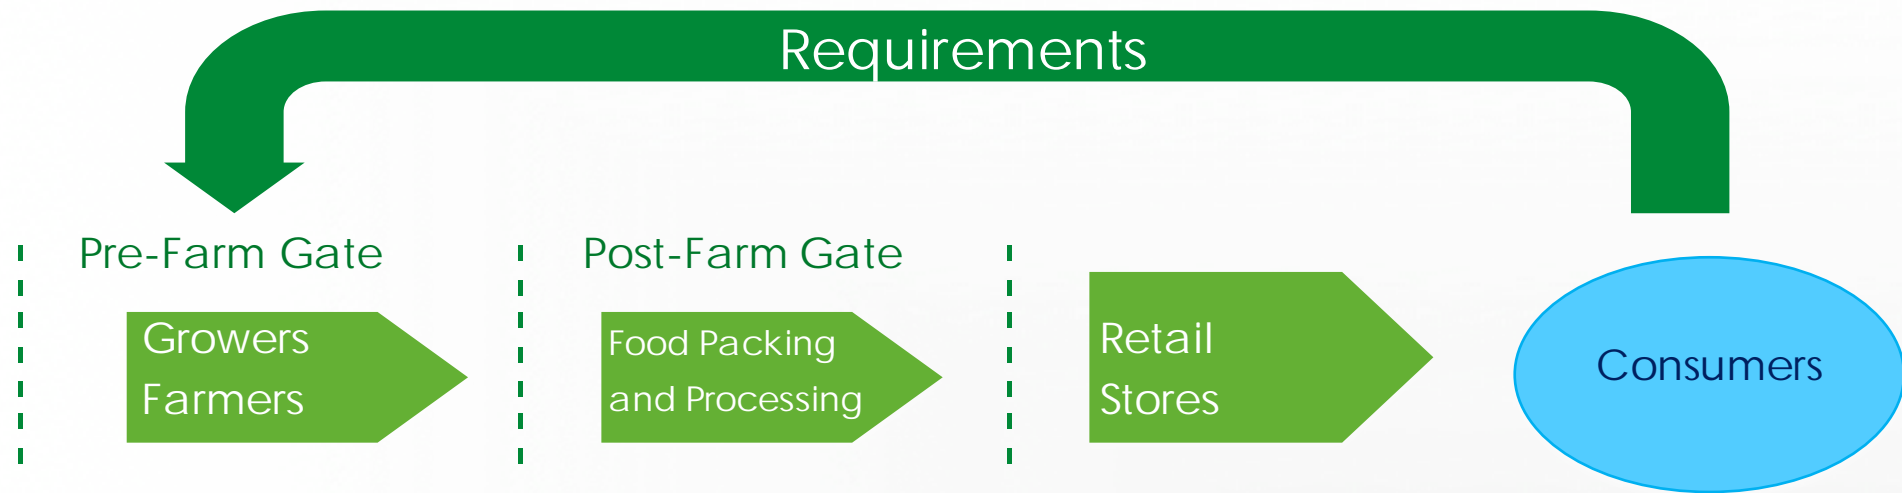 Requirements
Pre-Farm Gate
Post-Farm Gate
Growers
Farmers
Food Packing
and Processing
Retail
Stores
Consumers